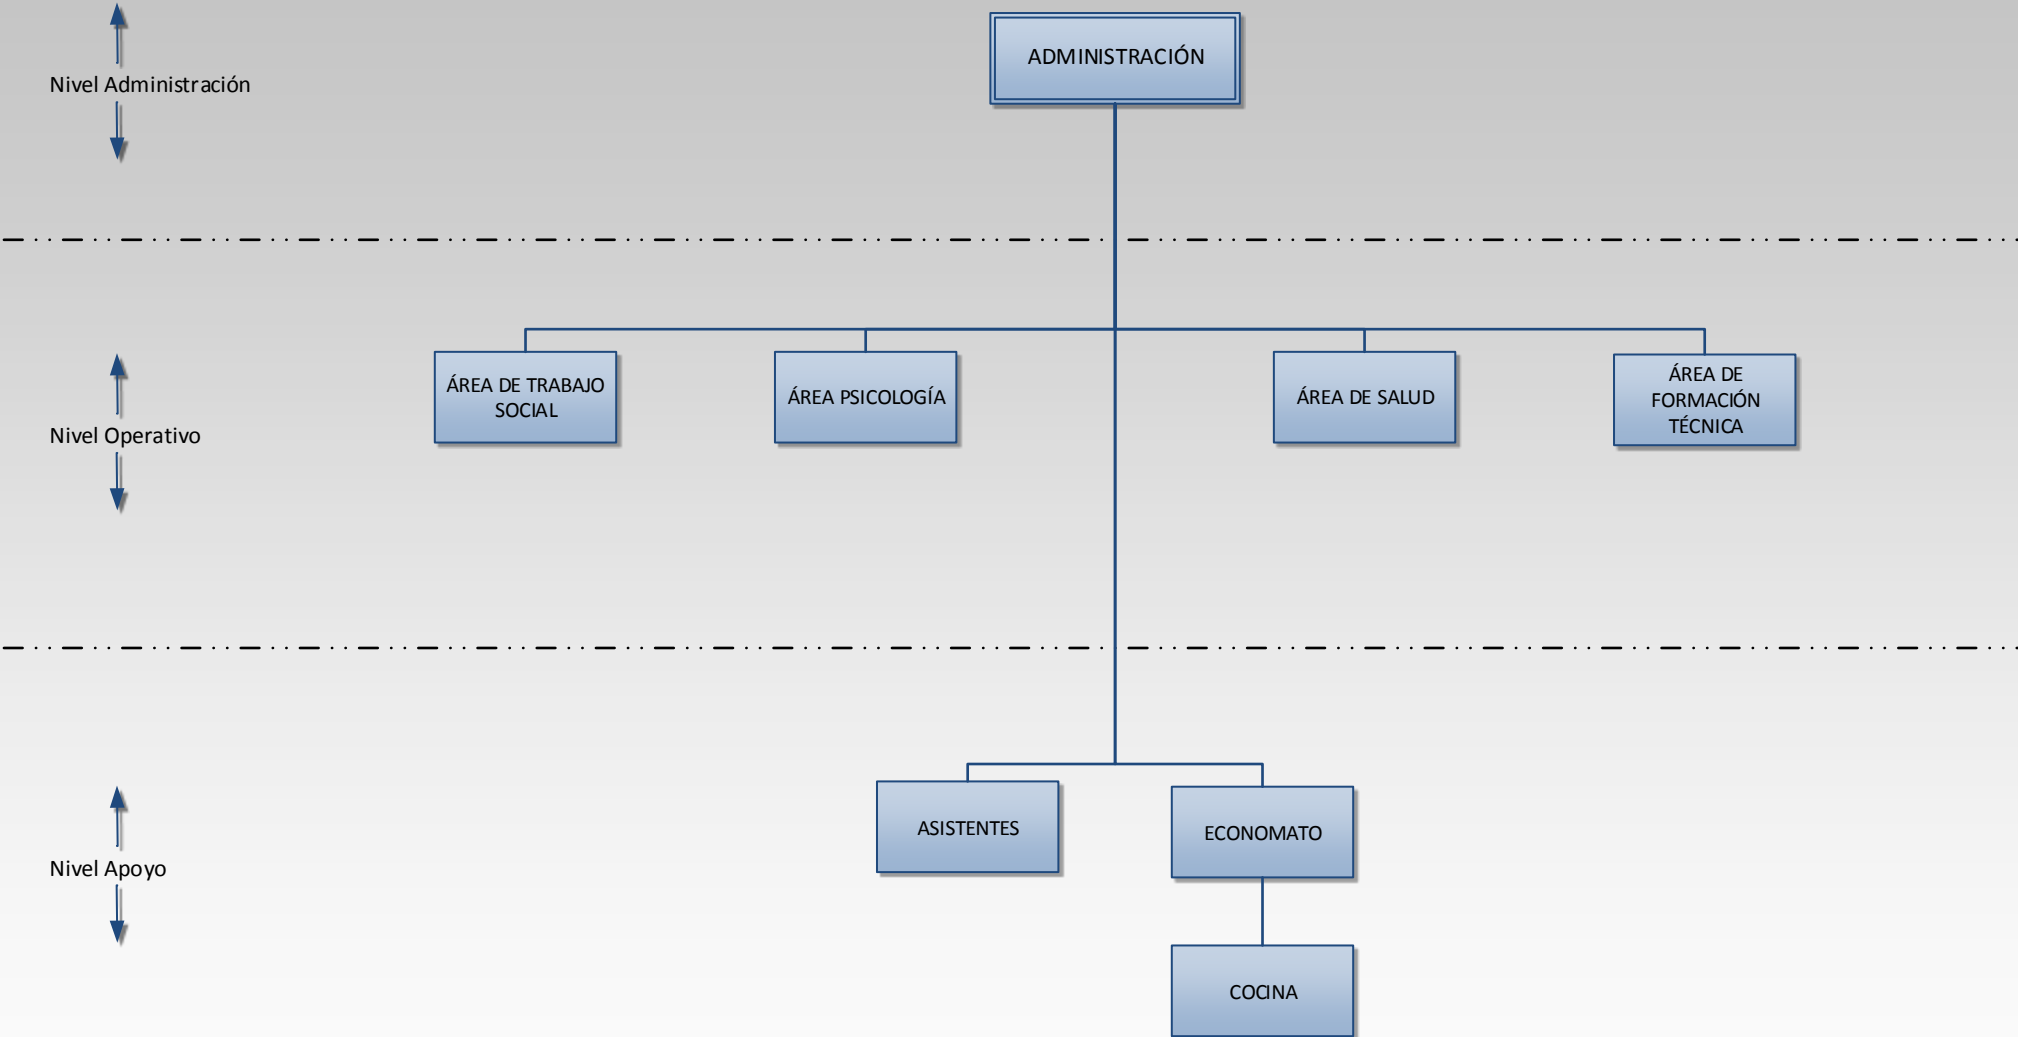 ADMINISTRACIÓN
Nivel Administración
ÁREA DE TRABAJO
SOCIAL
ÁREA PSICOLOGÍA
ÁREA DE SALUD
ÁREA DE
FORMACIÓN
TÉCNICA
Nivel Operativo
ASISTENTES
ECONOMATO
Nivel Apoyo
COCINA